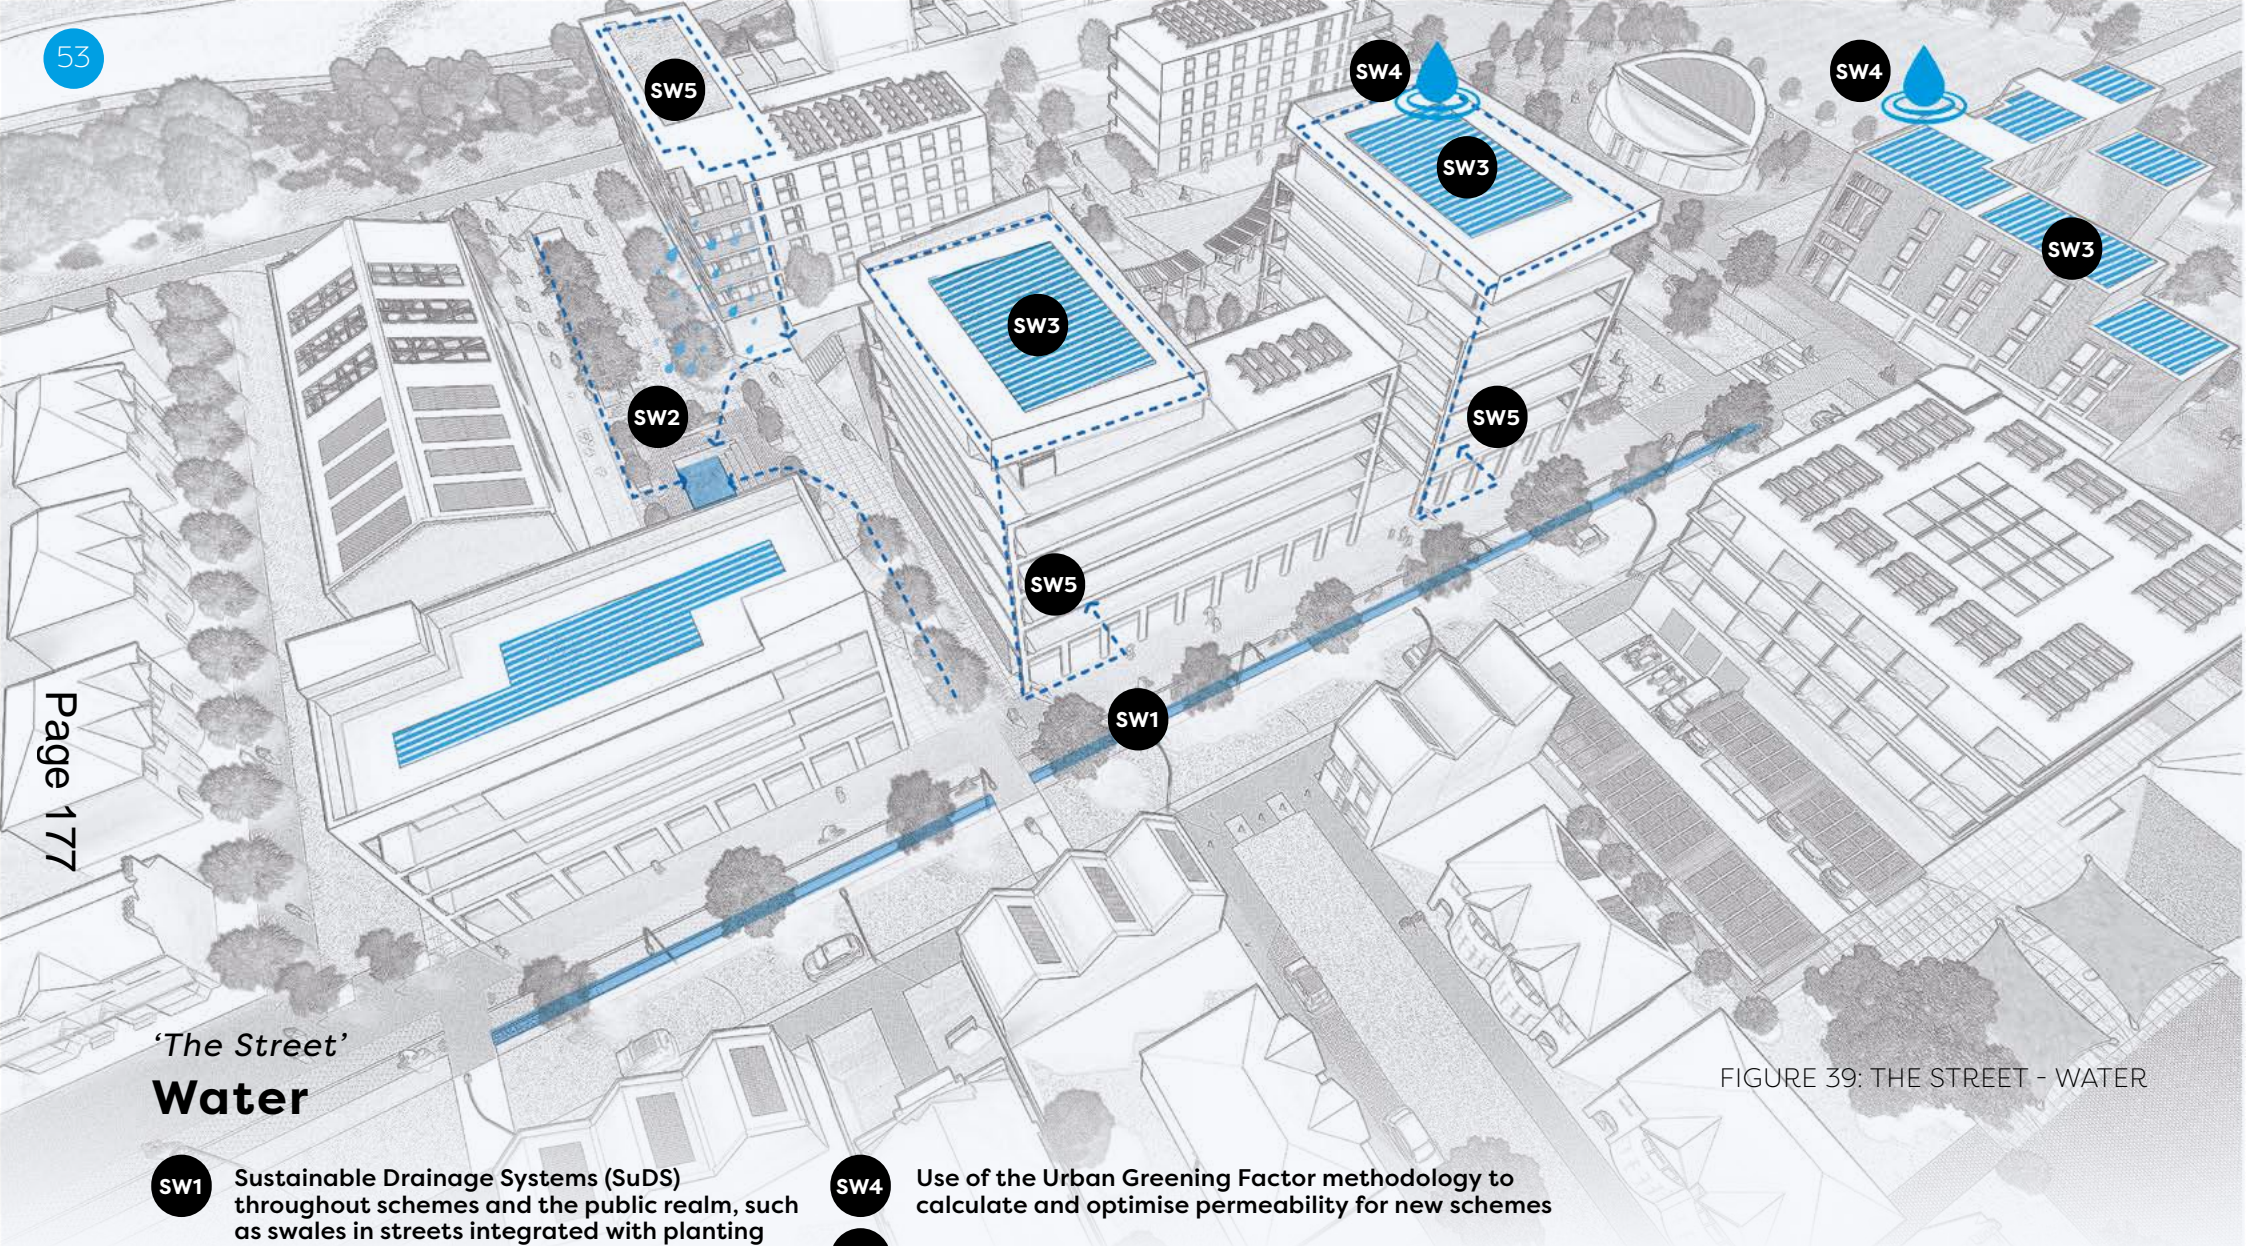 53
SW5
SW4
SW4
SW3
SW3
SW3
SW2
SW5
SW5
SW1
Page 177
‘The Street’
Water
FIGURE 39: THE STREET - WATER
SW1
Sustainable Drainage Systems (SuDS)
throughout schemes and the public realm, such
as swales in streets integrated with planting
SW4
Use of the Urban Greening Factor methodology to
calculate and optimise permeability for new schemes